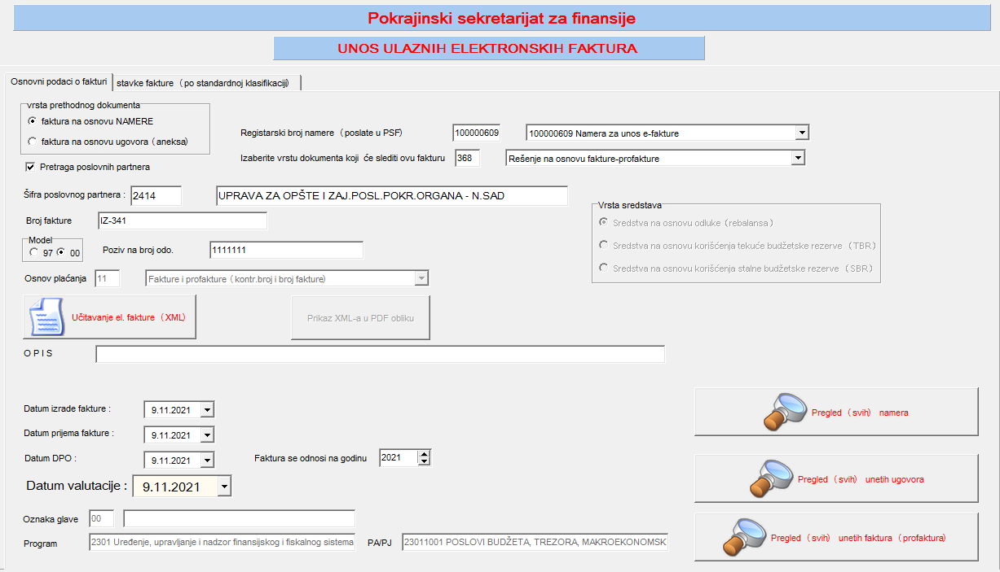 Pokrajinski sekretarijat za finansije
UNOS ULAZNIH ELEKTRONSKIH FAKTURA
Osnovni podaci o fakturi
stavke fakture (po standardnoj klasifikaciji)
Vrsta prethodnog dokumenta
faktura na osnovu NAMERE
faktura na osnovu ugovora (aneksa)
Registarski broj namere (poslate u PSF) 100000609 100000609 Namera za unos e-fakture
Izaberite vrstu dokumenta koji će slediti ovu fakturu 368 Rešenje na osnovu fakture-profakture
Pretraga poslovnih partnera
Šifra poslovnog partnera : 2414 UPRAVA ZA OPŠTE I ZAJ.POSL.POKR.ORGANA - N.SAD
Broj fakture IZ-341
Model
97 00
Poziv na broj odo. 1111111
Osnov plaćanja 11 Fakture i profakture (kontr.broj i broj fakture)
Vrsta sredstava
Sredstva na osnovu odluke (rebalansa)
Sredstva na osnovu korišćenja tekuće budžetske rezerve (TBR)
Sredstva na osnovu korišćenja stalne budžetske rezerve (SBR)
Učitavanje el. fakture (XML)
Prikaz XML-a u PDF obliku
O P I S
Datum izrade fakture : 9.11.2021
Datum prijema fakture : 9.11.2021
Datum DPO : 9.11.2021
Faktura se odnosi na godinu 2021
Datum valutacije : 9.11.2021
Oznaka glave 00
Program 2301 Uređenje, upravljanje i nadzor finansijskog i fiskalnog sistema
PA/PJ 23011001 POSLOVI BUDŽETA, TREZORA, MAKROEKONOMSK
Pregled (svih) namera
Pregled (svih) unetih ugovora
Pregled (svih) unetih faktura (profaktura)